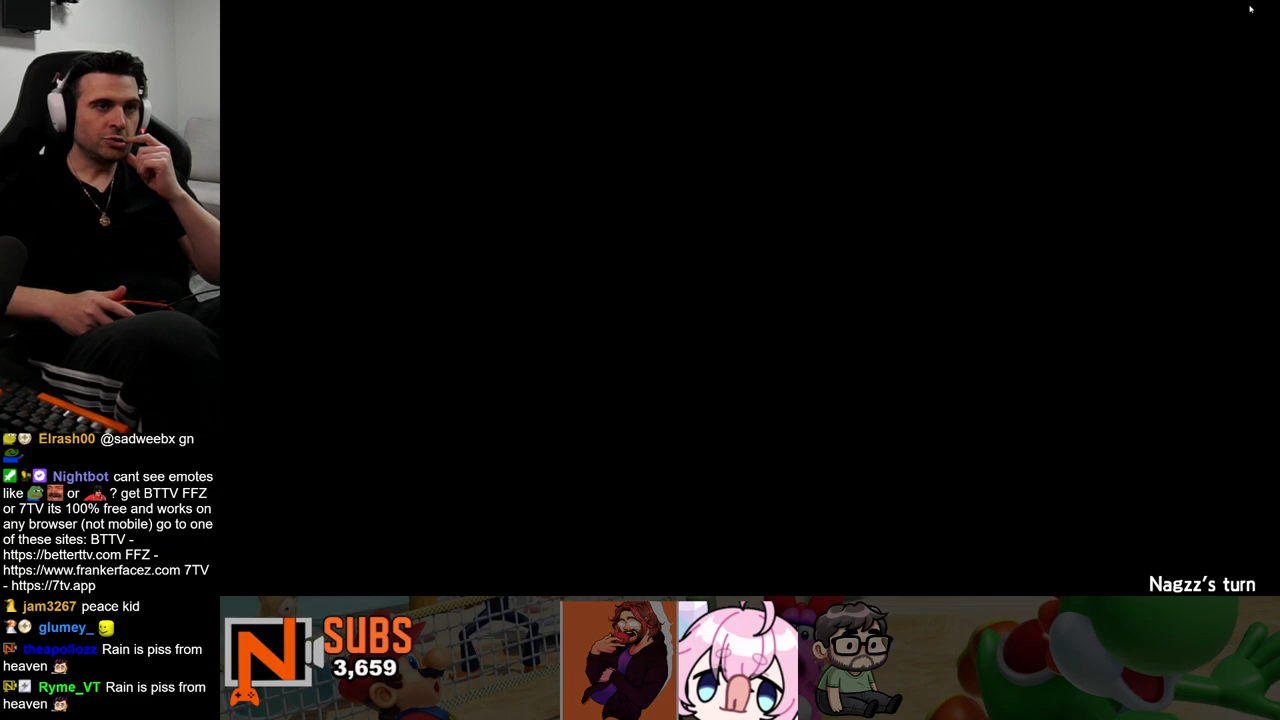 Elrash00 @sadweebx gn
Nightbot cant see emotes
like or ? get BTTV FFZ
or 7TV its 100% free and works on
any browser (not mobile) go to one
of these sites: BTTV -
https://betterttv.com FFZ -
https://www.frankerfacez.com 7TV
- https://7tv.app
jam3267 peace kid
glumey_
theapollozz Rain is piss from
heaven
Ryme_VT Rain is piss from
heaven
Nagzz's turn
N
SUBS
3,659